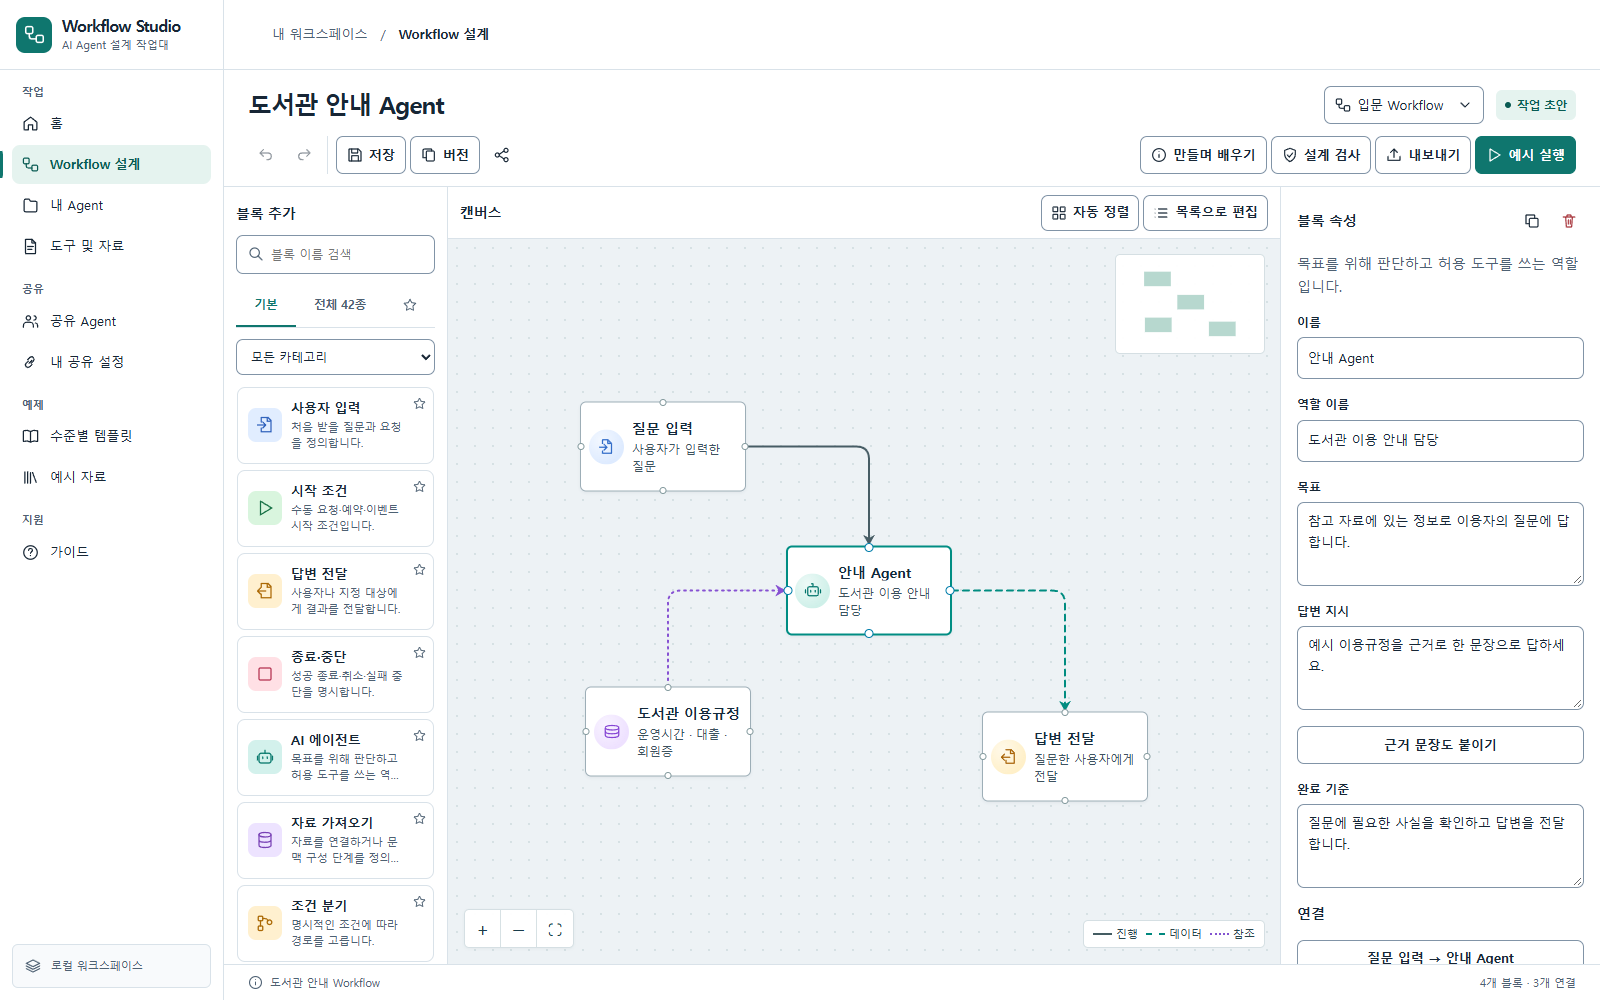 Workflow Studio
AI Agent 설계 작업대
내 워크스페이스 / Workflow 설계
작업
홈
Workflow 설계
내 Agent
도구 및 자료
공유
공유 Agent
내 공유 설정
예제
수준별 템플릿
예시 자료
지원
가이드
로컬 워크스페이스
도서관 안내 Agent
입문 Workflow
작업 초안
저장
버전
만들며 배우기
설계 검사
내보내기
예시 실행
블록 추가
블록 이름 검색
기본
전체 42종
모든 카테고리
사용자 입력
처음 받을 질문과 요청
을 정의합니다.
시작 조건
수동 요청·예약·이벤트
시작 조건입니다.
답변 전달
사용자나 지정 대상에
게 결과를 전달합니다.
종료·중단
성공 종료·취소·실패 중
단을 명시합니다.
AI 에이전트
목표를 위해 판단하고
허용 도구를 쓰는 역...
자료 가져오기
자료를 연결하거나 문
맥 구성 단계를 정의...
조건 분기
명시적인 조건에 따라
경로를 고릅니다.
캔버스
자동 정렬
목록으로 편집
질문 입력
사용자가 입력한
질문
안내 Agent
도서관 이용 안내
담당
도서관 이용규정
운영시간 · 대출 ·
회원증
답변 전달
질문한 사용자에게
전달
진행
데이터
참조
블록 속성
목표를 위해 판단하고 허용 도구를 쓰는 역할
입니다.
이름
안내 Agent
역할 이름
도서관 이용 안내 담당
목표
참고 자료에 있는 정보로 이용자의 질문에 답
합니다.
답변 지시
예시 이용규정을 근거로 한 문장으로 답하세
요.
근거 문장도 붙이기
완료 기준
질문에 필요한 사실을 확인하고 답변을 전달
합니다.
연결
질문 입력 → 안내 Agent
도서관 안내 Workflow
4개 블록 · 3개 연결